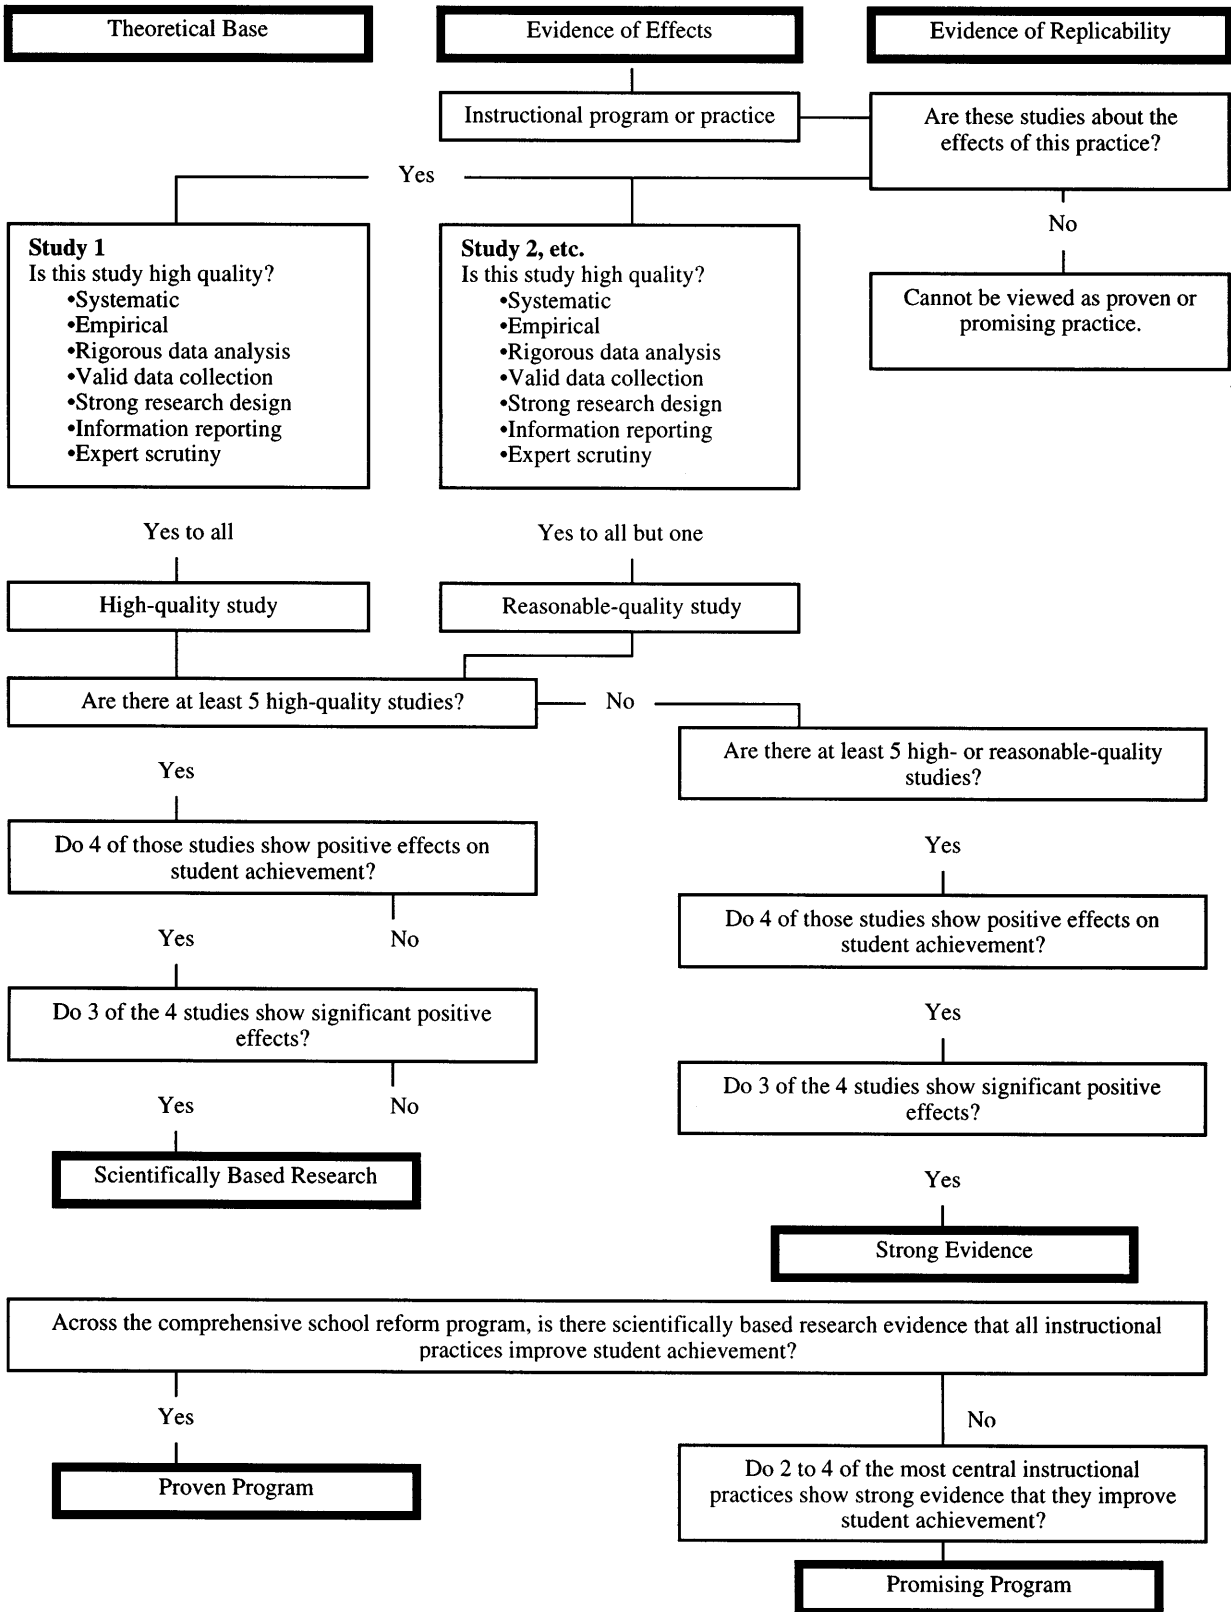 Theoretical Base
Evidence of Effects
Evidence of Replicability
Instructional program or practice
Are these studies about the
effects of this practice?
Yes
No
Cannot be viewed as proven or
promising practice.
Study 1
Is this study high quality?
•Systematic
•Empirical
•Rigorous data analysis
•Valid data collection
•Strong research design
•Information reporting
•Expert scrutiny
Study 2, etc.
Is this study high quality?
•Systematic
•Empirical
•Rigorous data analysis
•Valid data collection
•Strong research design
•Information reporting
•Expert scrutiny
Yes to all
Yes to all but one
High-quality study
Reasonable-quality study
Are there at least 5 high-quality studies?
No
Yes
Do 4 of those studies show positive effects on
student achievement?
Yes
No
Do 3 of the 4 studies show significant positive
effects?
Yes
No
Scientifically Based Research
Are there at least 5 high- or reasonable-quality
studies?
Yes
Do 4 of those studies show positive effects on
student achievement?
Yes
Do 3 of the 4 studies show significant positive
effects?
Yes
Strong Evidence
Across the comprehensive school reform program, is there scientifically based research evidence that all instructional
practices improve student achievement?
Yes
Proven Program
No
Do 2 to 4 of the most central instructional
practices show strong evidence that they improve
student achievement?
Promising Program